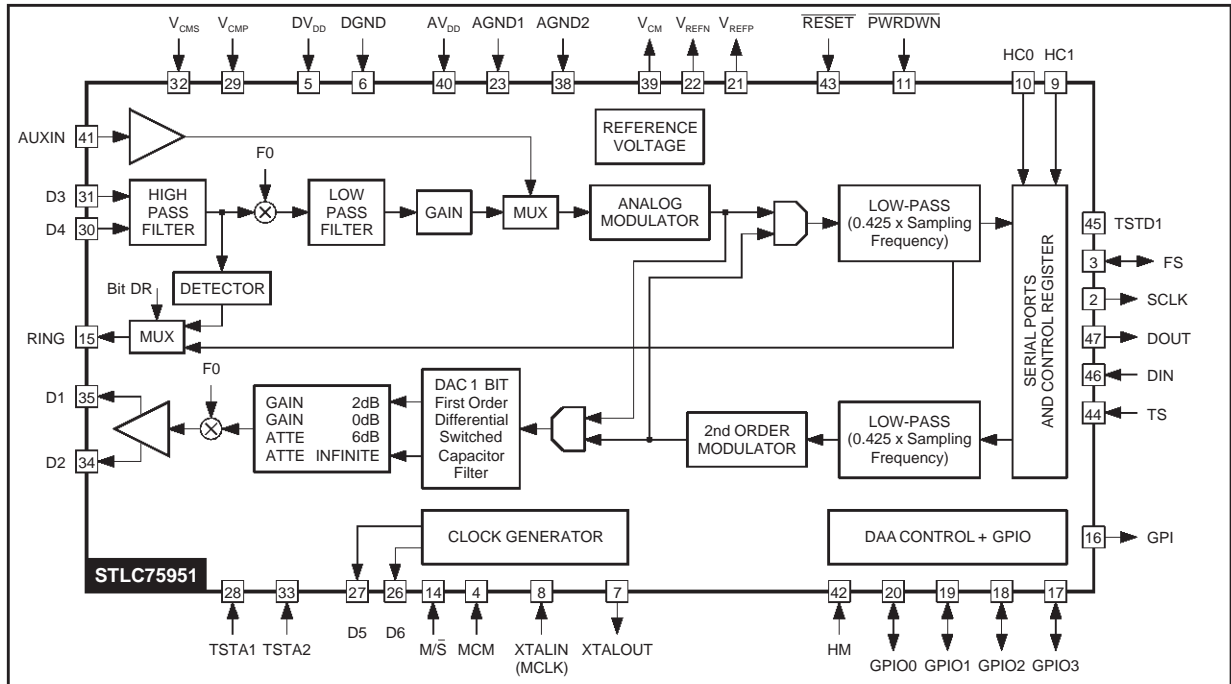 V_CMS V_CMP DV_DD DGND AV_DD AGND1 AGND2 V_CM V_REFN V_REFP RESET PWRDWN
HC0 HC1
32 29 5 6 40 23 38 39 22 21 43 11 10 9
AUXIN 41
REFERENCE
VOLTAGE
F0
D3 31
D4 30
HIGH
PASS
FILTER
LOW
PASS
FILTER
GAIN
MUX
ANALOG
MODULATOR
LOW-PASS
(0.425 x Sampling
Frequency)
SERIAL PORTS
AND CONTROL REGISTER
45 TSTD1
3 FS
2 SCLK
47 DOUT
46 DIN
44 TS
DETECTOR
Bit DR
RING 15
MUX
F0
D1 35
D2 34
GAIN 2dB
GAIN 0dB
ATTE 6dB
ATTE INFINITE
DAC 1 BIT
First Order
Differential
Switched
Capacitor
Filter
2nd ORDER
MODULATOR
LOW-PASS
(0.425 x Sampling
Frequency)
CLOCK GENERATOR
DAA CONTROL + GPIO
16 GPI
STLC75951
28 33 27 26 14 4 8 7 42 20 19 18 17
TSTA1 TSTA2 D5 D6 M/S̅ MCM XTALIN XTALOUT HM GPIO0 GPIO1 GPIO2 GPIO3
(MCLK)